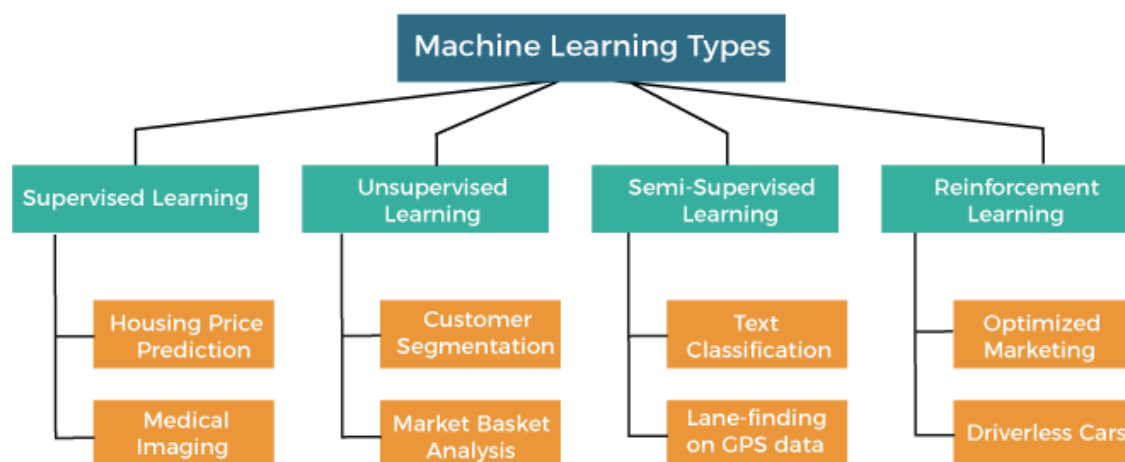 Machine Learning Types
Supervised Learning
Unsupervised
Learning
Semi-Supervised
Learning
Reinforcement
Learning
Housing Price
Prediction
Customer
Segmentation
Text
Classification
Optimized
Marketing
Medical
Imaging
Market Basket
Analysis
Lane-finding
on GPS data
Driverless Cars